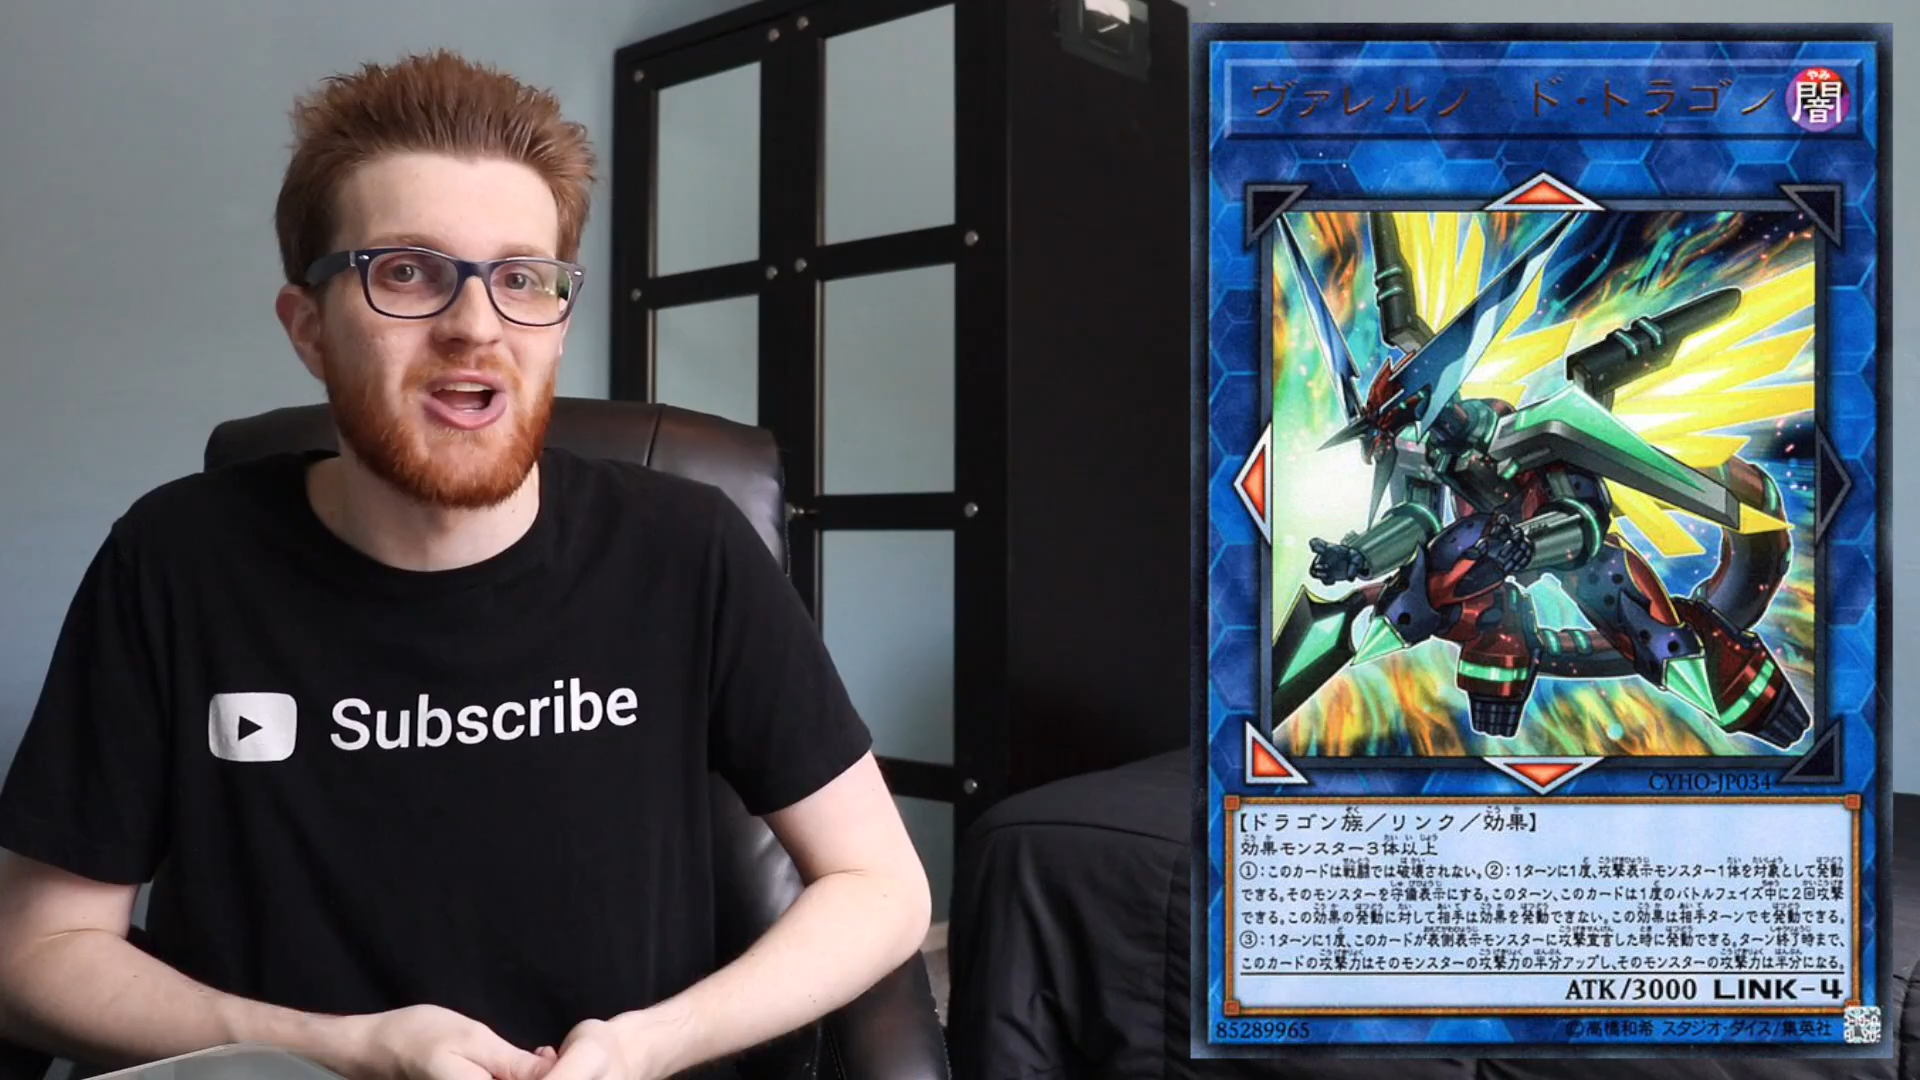 Subscribe
ヴァレルソード・ドラゴン
やみ
闇
CYHO-JP034
【ドラゴン族／リンク／効果】
効果モンスター3体以上
①：このカードは戦闘では破壊されない。②：1ターンに1度、攻撃表示モンスター1体を対象として発動
できる。そのモンスターを守備表示にする。このターン、このカードは1度のバトルフェイズ中に2回攻撃
できる。この効果の発動に対して相手は効果を発動できない。この効果は相手ターンでも発動できる。
③：1ターンに1度、このカードが表側表示モンスターに攻撃宣言した時に発動できる。ターン終了時まで、
このカードの攻撃力はそのモンスターの攻撃力の半分アップし、そのモンスターの攻撃力は半分になる。
ATK/3000 LINK-4
85289965
©高橋和希 スタジオ・ダイス/集英社